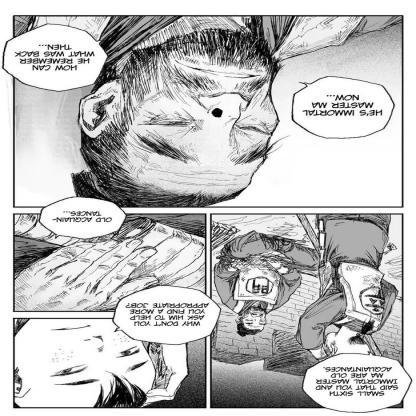 SMALL SIXTH
SAID THAT YOU AND
IMMORTAL MASTER
MA ARE OLD
ACQUAINTANCES.
WHY DON'T YOU
ASK HIM TO HELP
YOU FIND A MORE
APPROPRIATE JOB?
OLD ACQUAIN-
TANCES...
HE'S IMMORTAL
MASTER MA
NOW...
HOW CAN
HE REMEMBER
WHAT WAS BACK
THEN...